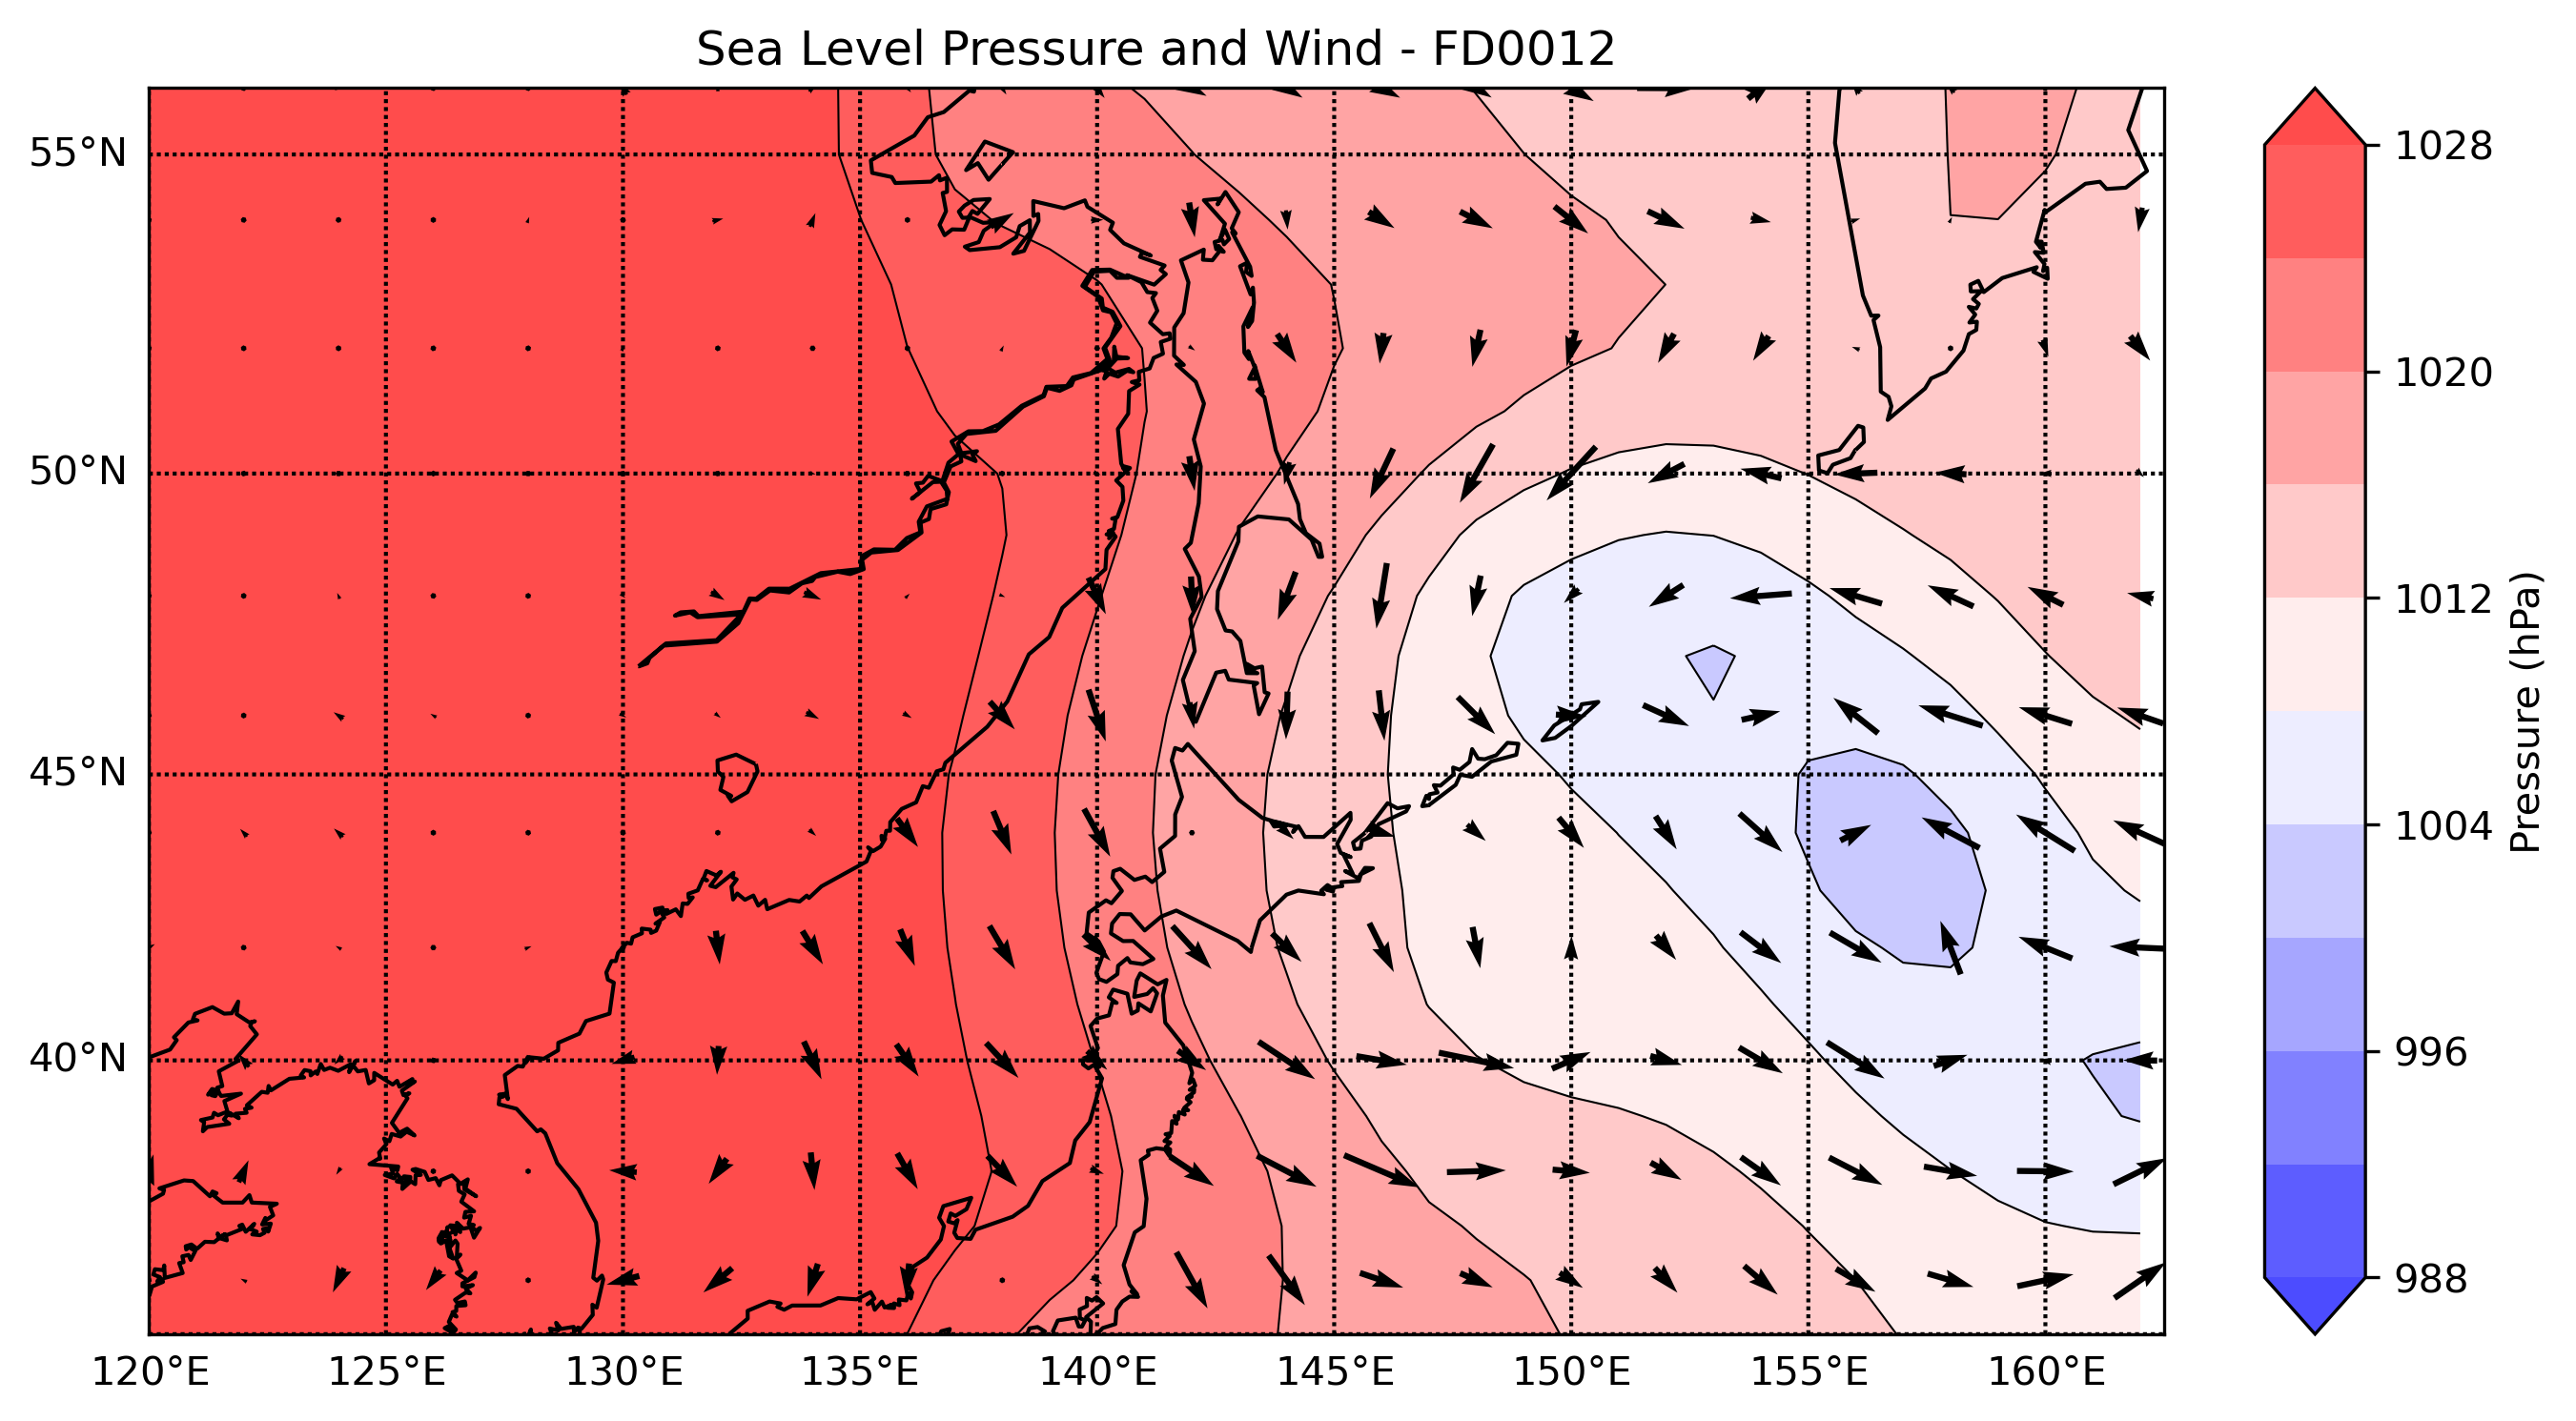 Sea Level Pressure and Wind - FD0012
55°N
50°N
45°N
40°N
120°E
125°E
130°E
135°E
140°E
145°E
150°E
155°E
160°E
1028
1020
1012
1004
996
988
Pressure (hPa)